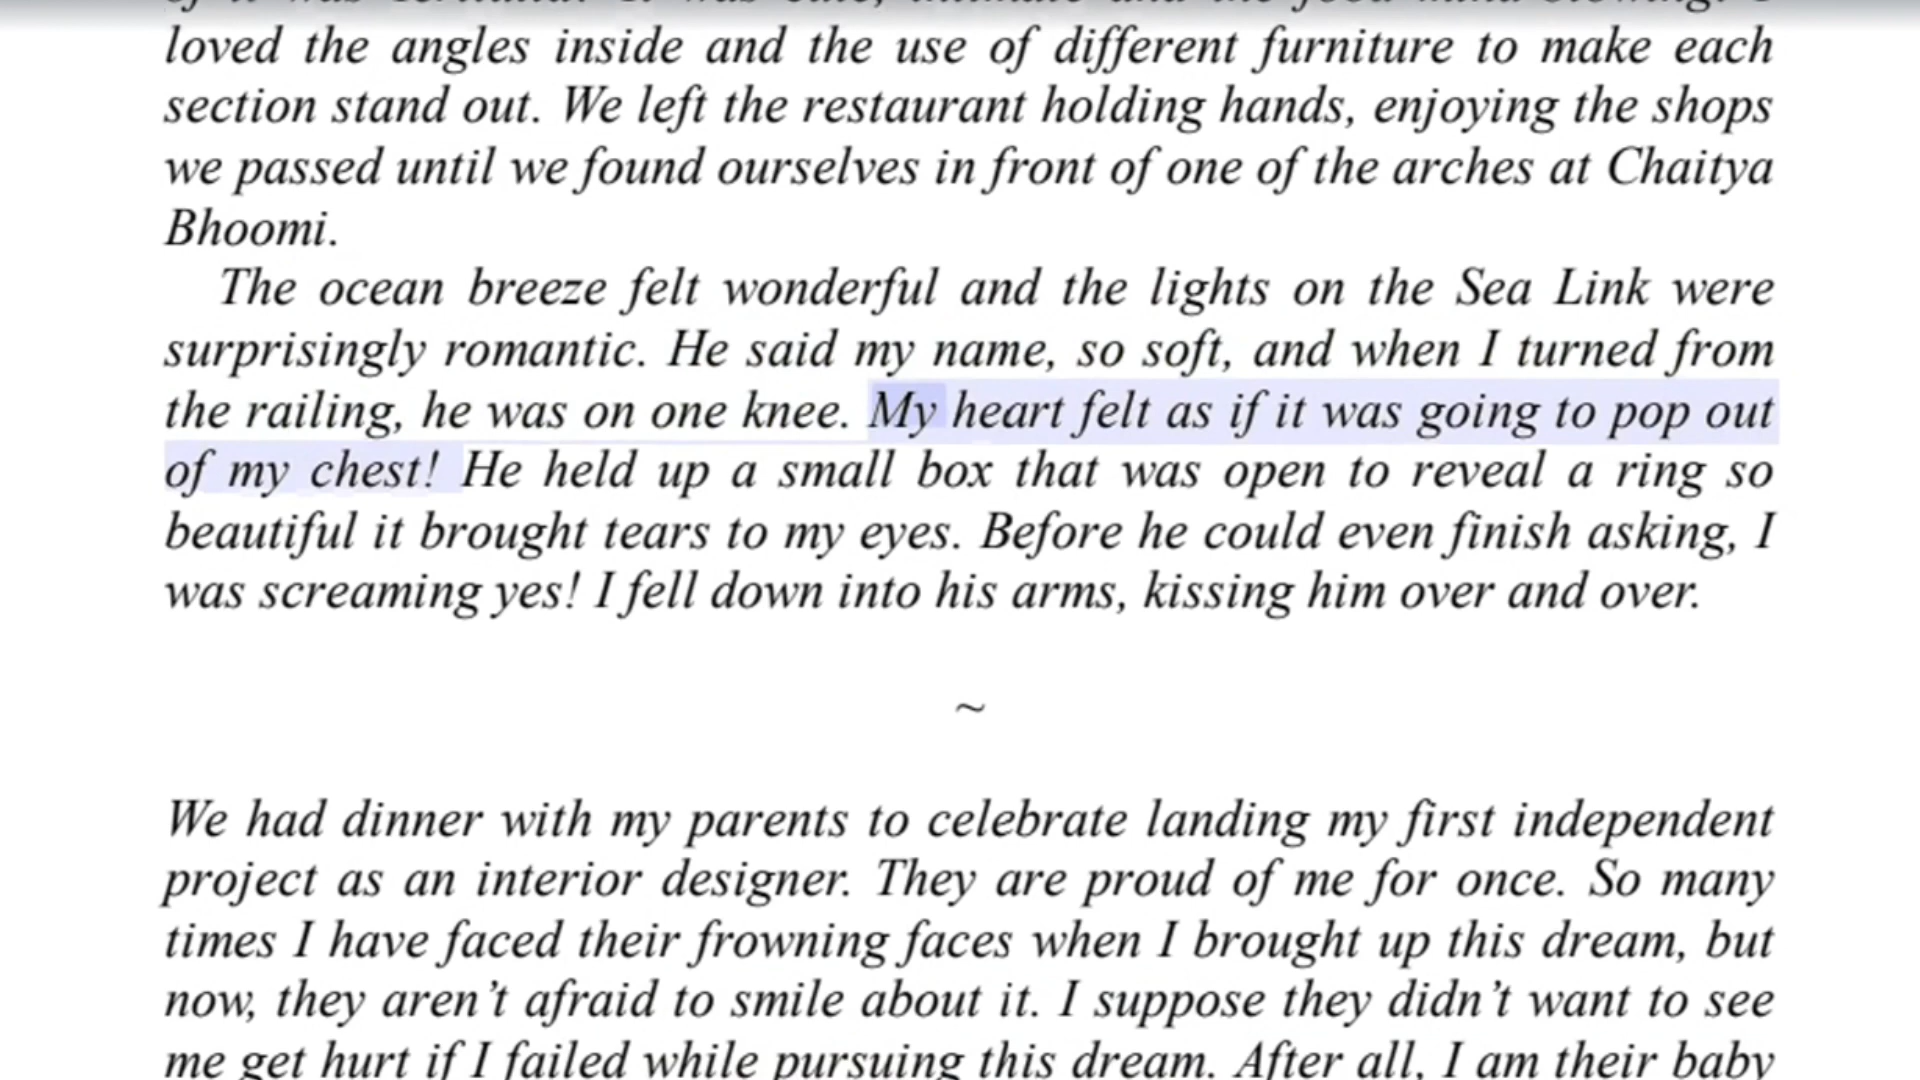 loved the angles inside and the use of different furniture to make each
section stand out. We left the restaurant holding hands, enjoying the shops
we passed until we found ourselves in front of one of the arches at Chaitya
Bhoomi.
The ocean breeze felt wonderful and the lights on the Sea Link were
surprisingly romantic. He said my name, so soft, and when I turned from
the railing, he was on one knee. My heart felt as if it was going to pop out
of my chest! He held up a small box that was open to reveal a ring so
beautiful it brought tears to my eyes. Before he could even finish asking, I
was screaming yes! I fell down into his arms, kissing him over and over.
~
We had dinner with my parents to celebrate landing my first independent
project as an interior designer. They are proud of me for once. So many
times I have faced their frowning faces when I brought up this dream, but
now, they aren’t afraid to smile about it. I suppose they didn’t want to see
me get hurt if I failed while pursuing this dream. After all, I am their baby